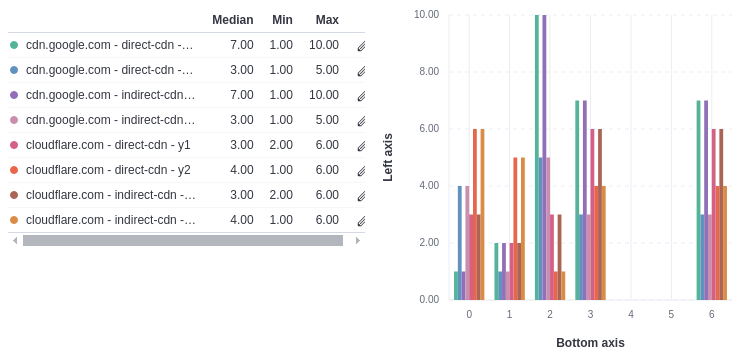 Median Min Max
cdn.google.com - direct-cdn -… 7.00 1.00 10.00
cdn.google.com - direct-cdn -… 3.00 1.00 5.00
cdn.google.com - indirect-cdn… 7.00 1.00 10.00
cdn.google.com - indirect-cdn… 3.00 1.00 5.00
cloudflare.com - direct-cdn - y1 3.00 2.00 6.00
cloudflare.com - direct-cdn - y2 4.00 1.00 6.00
cloudflare.com - indirect-cdn -… 3.00 2.00 6.00
cloudflare.com - indirect-cdn -… 4.00 1.00 6.00
Left axis
10.00
8.00
6.00
4.00
2.00
0.00
0 1 2 3 4 5 6
Bottom axis